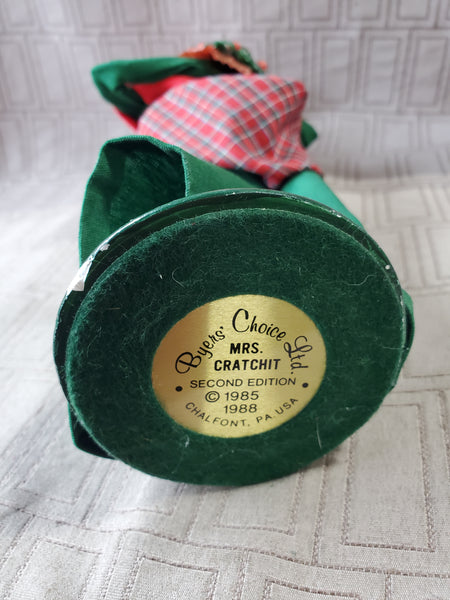 Byers' Choice Ltd.
MRS.
CRATCHIT
• SECOND EDITION •
© 1985
1988
CHALFONT, PA USA